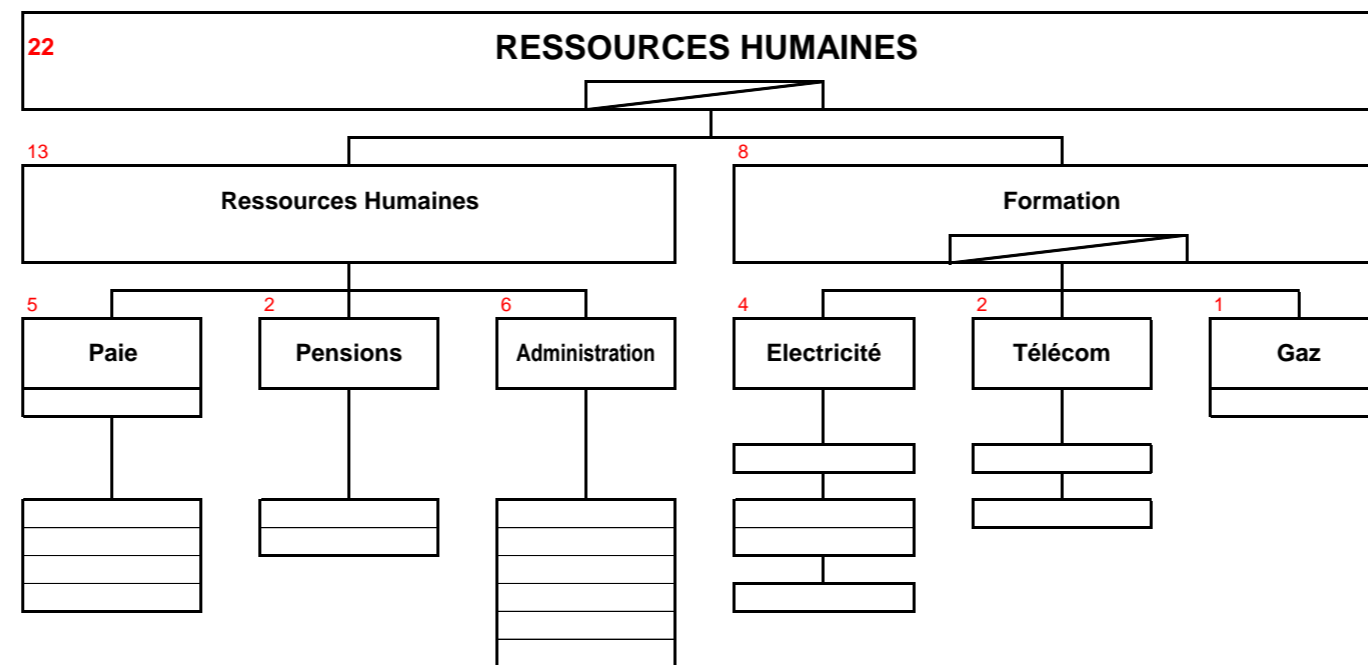 22
RESSOURCES HUMAINES
13
8
Ressources Humaines
Formation
5
2
6
4
2
1
Paie
Pensions
Administration
Electricité
Télécom
Gaz